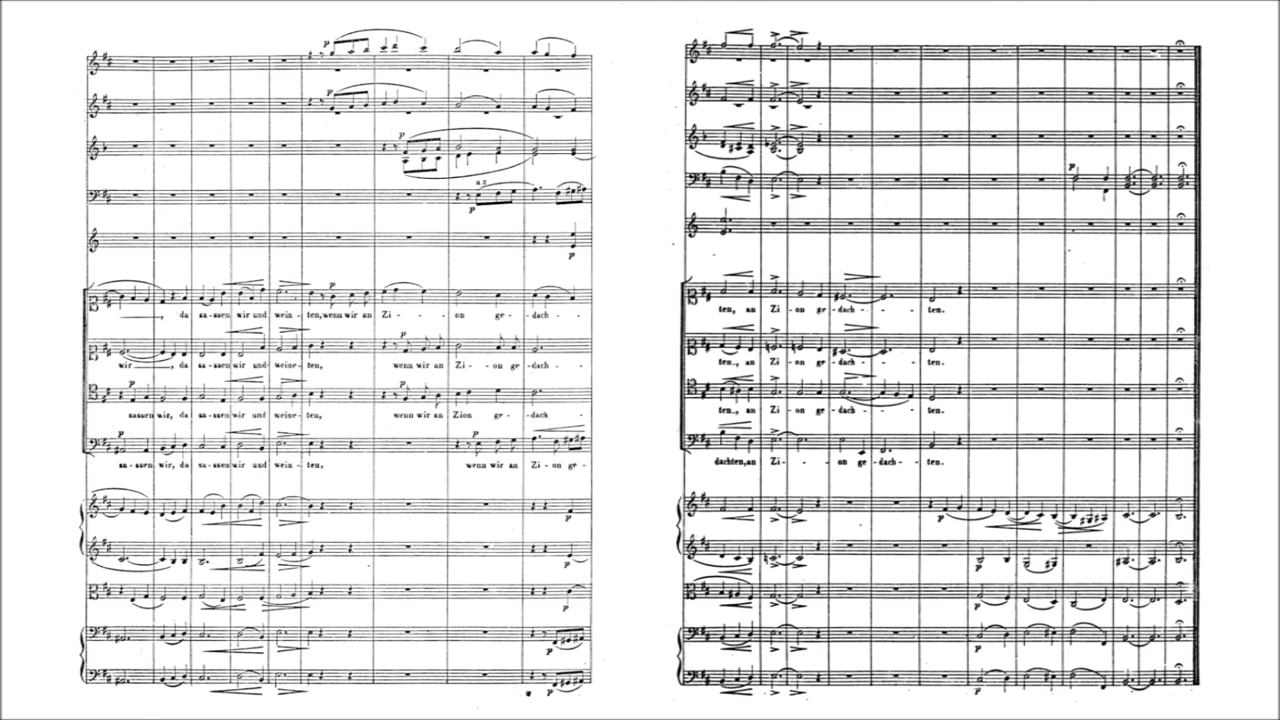 p
p
p
a 2
p
p
p
, da sa - ssen wir und wein - ten, wenn wir an Zi - - on ge - dach -
p
wir , da sa - ssen wir und weine - ten, wenn wir an Zi - on ge - dach -
p
sassen wir, da sa - ssen wir und weine - ten, wenn wir an Zion ge - dach -
p
p
sa - ssen wir, da sa - ssen wir und wein - ten, wenn wir an Zi - on ge -
p
p
p
p
p
p
ten, an Zi - on ge - dach - - ten.
ten., an Zi - - on ge - dach - - ten.
ten., an Zi - on ge - dach - - ten.
dachten, an Zi - - on ge - dach - - ten.
p
p
p
p
p